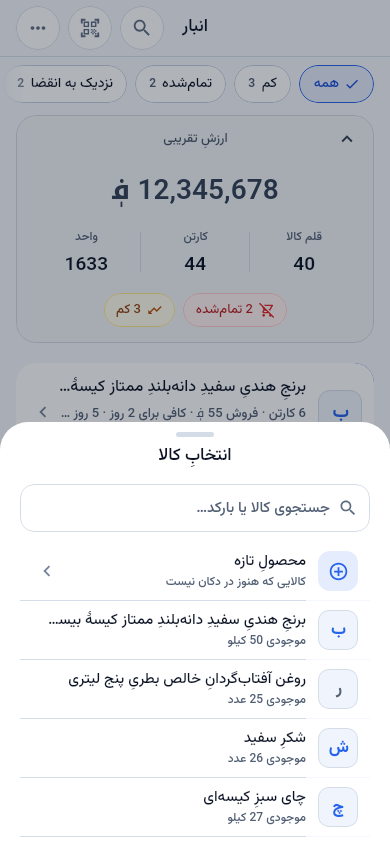 انبار
همه
کم 3
تمام‌شده 2
نزدیک به انقضا 2
ارزشِ تقریبی
12,345,678 ؋
قلم کالا
کارتن
واحد
40
44
1633
2 تمام‌شده
3 کم
ب
برنجِ هندیِ سفیدِ دانه‌بلندِ ممتاز کیسهٔ...
6 کارتن · فروش 55 ؋ · کافی برای 2 روز · 5 روز ...
انتخابِ کالا
جستجوی کالا یا بارکد...
محصولِ تازه
کالایی که هنوز در دکان نیست
ب
برنجِ هندیِ سفیدِ دانه‌بلندِ ممتاز کیسهٔ بیســ...
موجودی 50 کیلو
ر
روغن آفتاب‌گردانِ خالص بطریِ پنج لیتری
موجودی 25 عدد
ش
شکرِ سفید
موجودی 26 عدد
چ
چای سبزِ کیسه‌ای
موجودی 27 کیلو